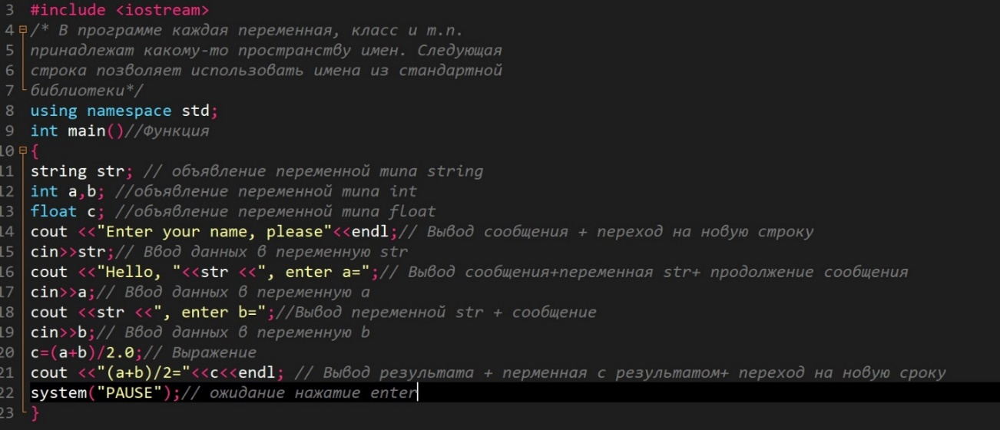 3 #include <iostream>
4 /* В программе каждая переменная, класс и т.п.
5 принадлежат какому-то пространству имен. Следующая
6 строка позволяет использовать имена из стандартной
7 библиотеки*/
8 using namespace std;
9 int main()//Функция
10 {
11 string str; // объявление переменной типа string
12 int a,b; //объявление переменной типа int
13 float c; //объявление переменной типа float
14 cout <<"Enter your name, please"<<endl;// Вывод сообщения + переход на новую строку
15 cin>>str;// Ввод данных в переменную str
16 cout <<"Hello, "<<str <<", enter a=";// Вывод сообщения+переменная str+ продолжение сообщения
17 cin>>a;// Ввод данных в переменную a
18 cout <<str <<", enter b=";//Вывод переменной str + сообщение
19 cin>>b;// Ввод данных в переменную b
20 c=(a+b)/2.0;// Выражение
21 cout <<"(a+b)/2="<<c<<endl; // Вывод результата + перменная с результатом+ переход на новую сроку
22 system("PAUSE");// ожидание нажатие enter
23 }